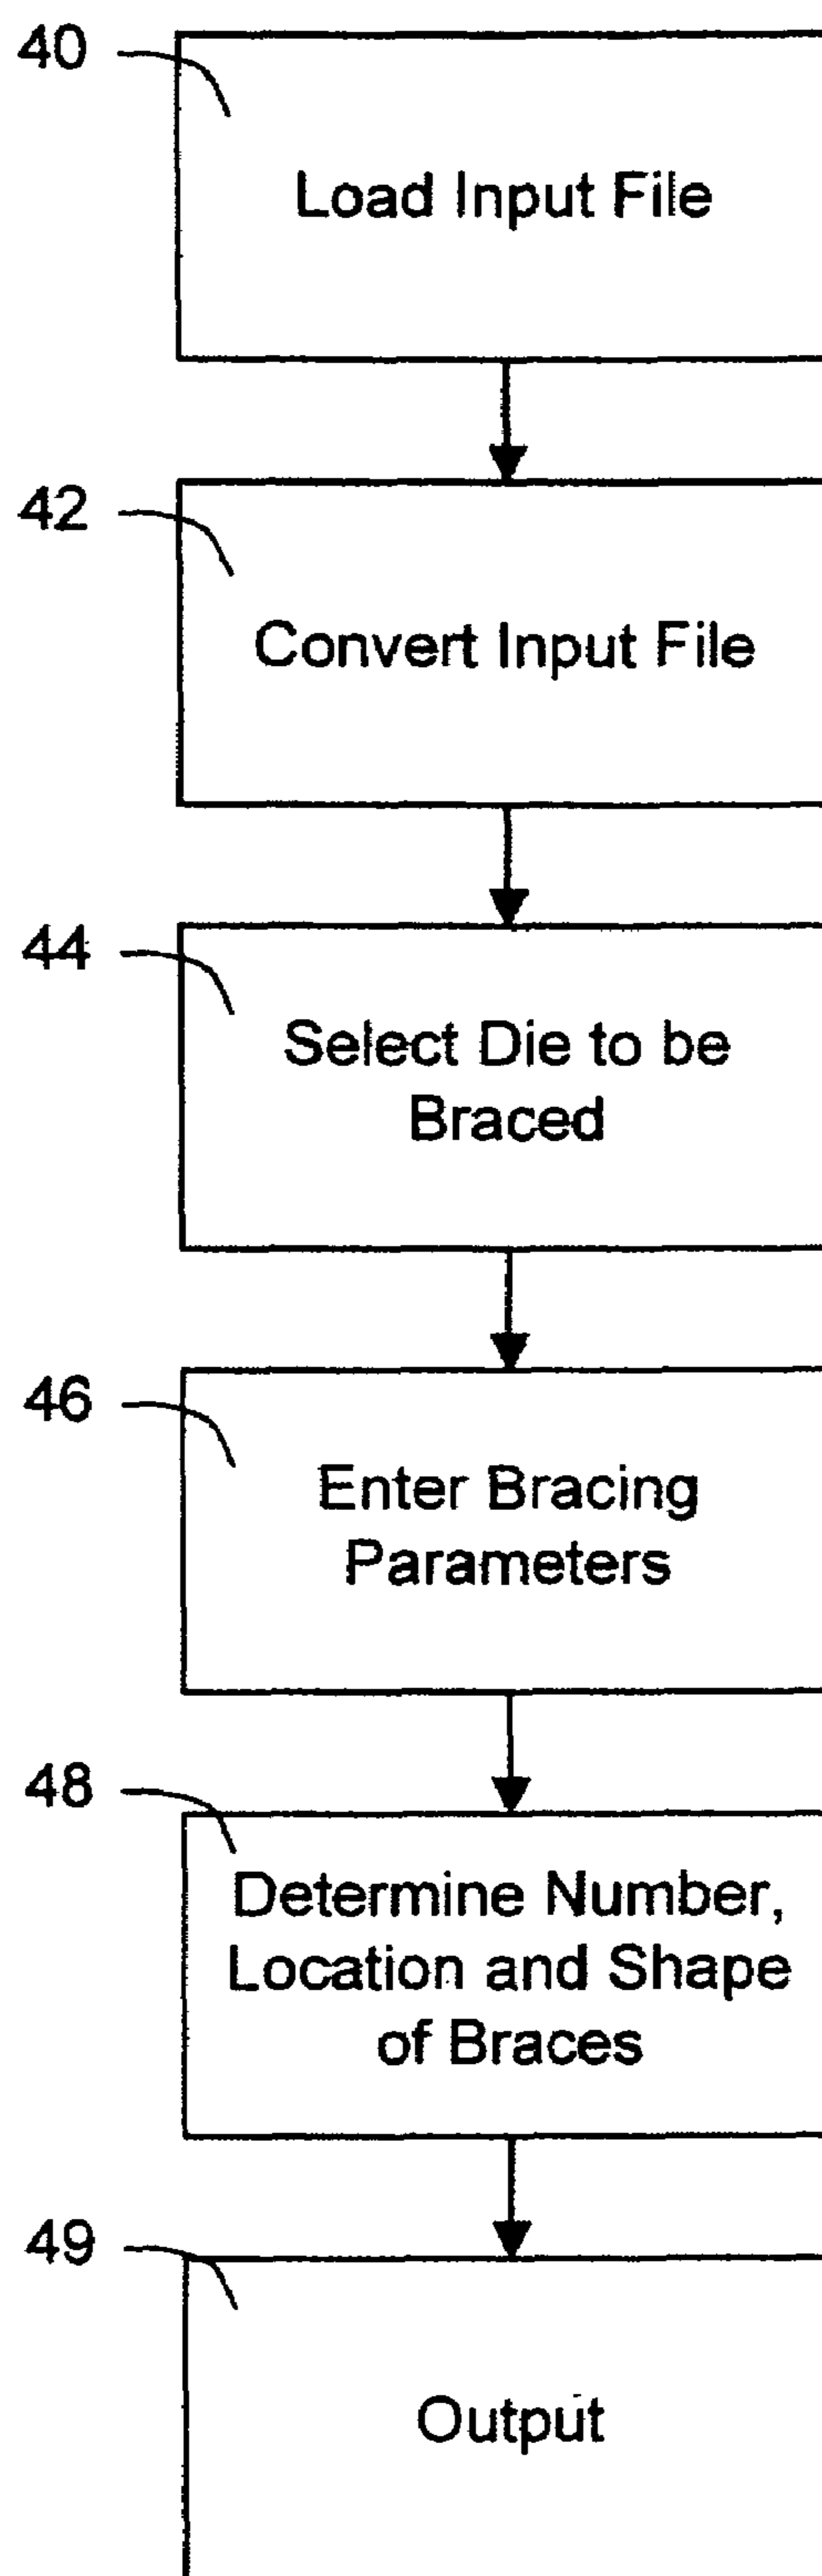 40
Load Input File
42
Convert Input File
44
Select Die to be
Braced
46
Enter Bracing
Parameters
48
Determine Number,
Location and Shape
of Braces
49
Output